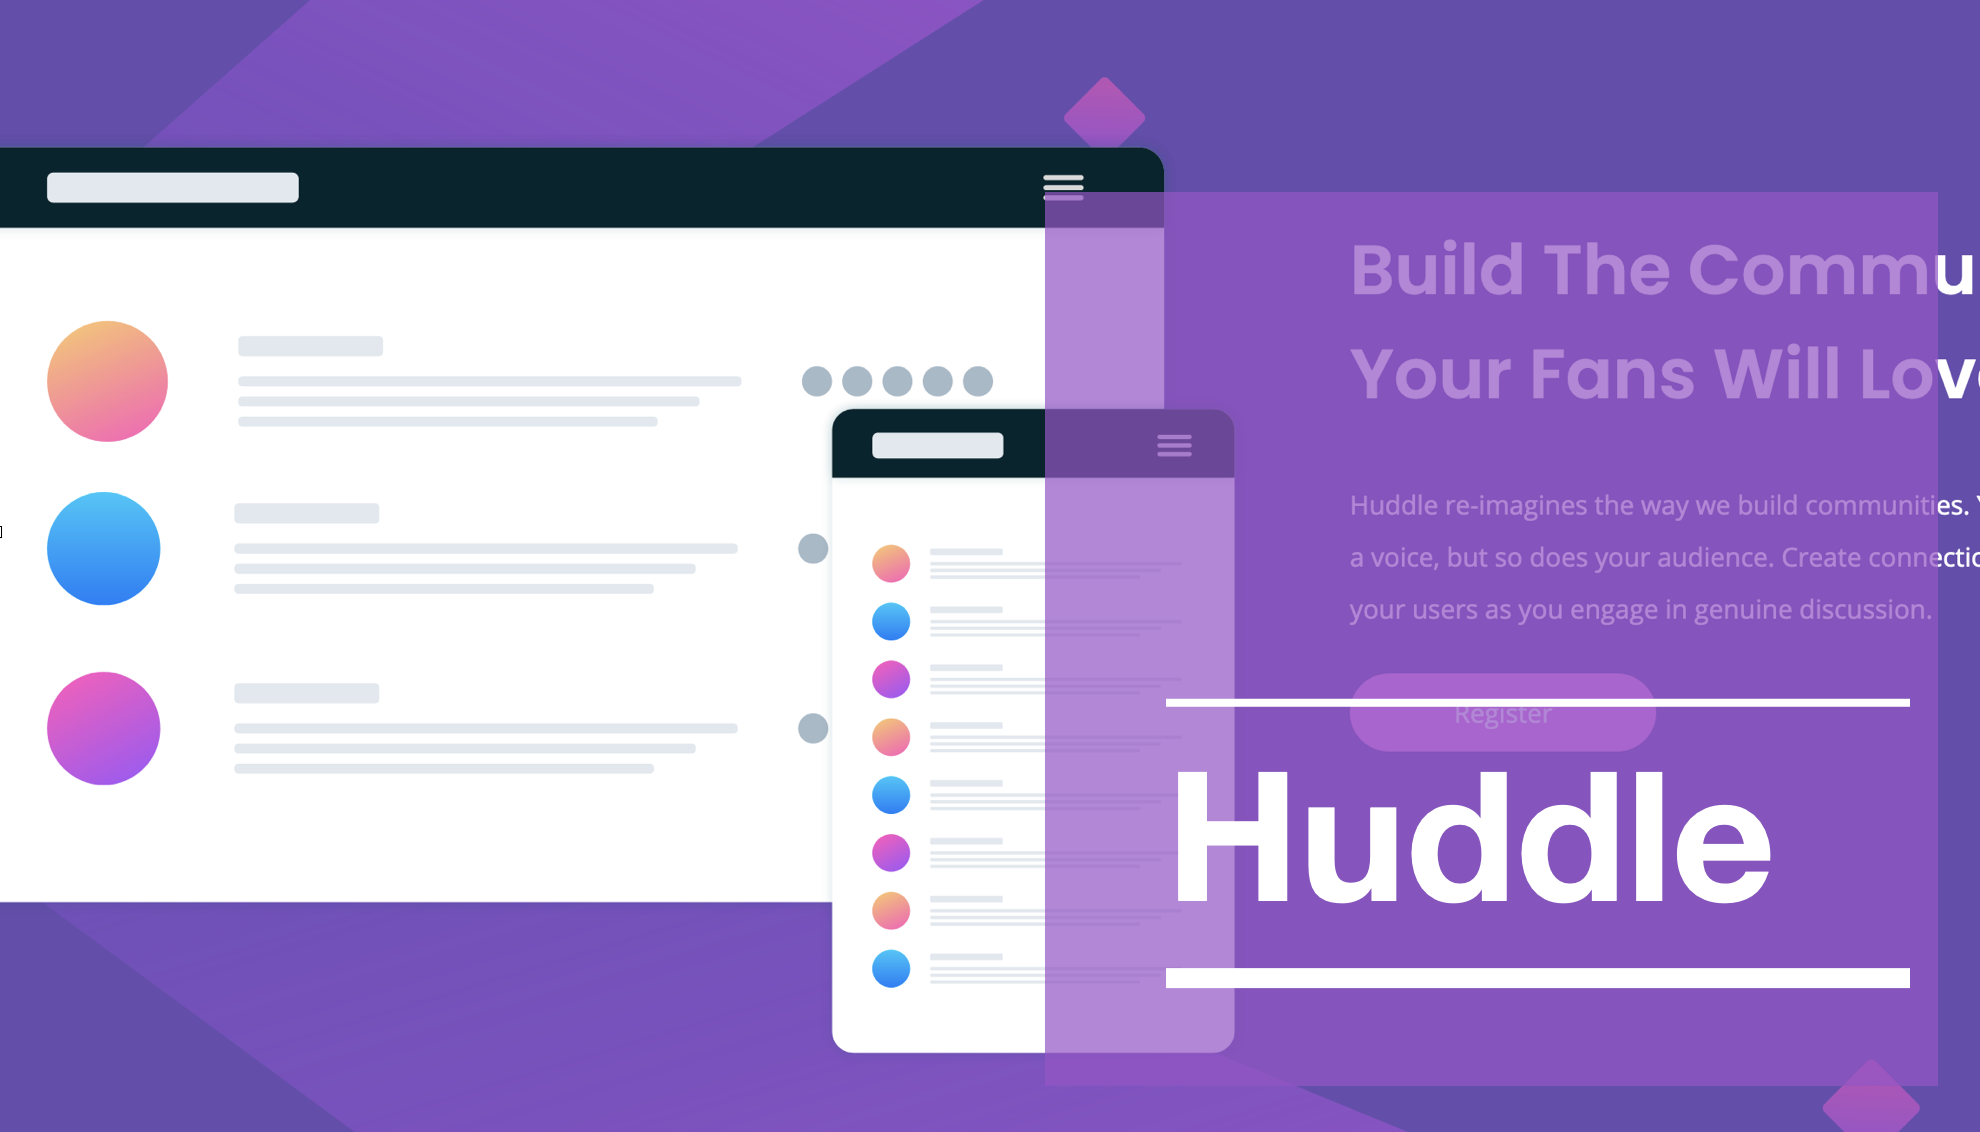 Build The Commu
Your Fans Will Lov
Huddle re-imagines the way we build communities.
a voice, but so does your audience. Create connectio
your users as you engage in genuine discussion.
Register
Huddle